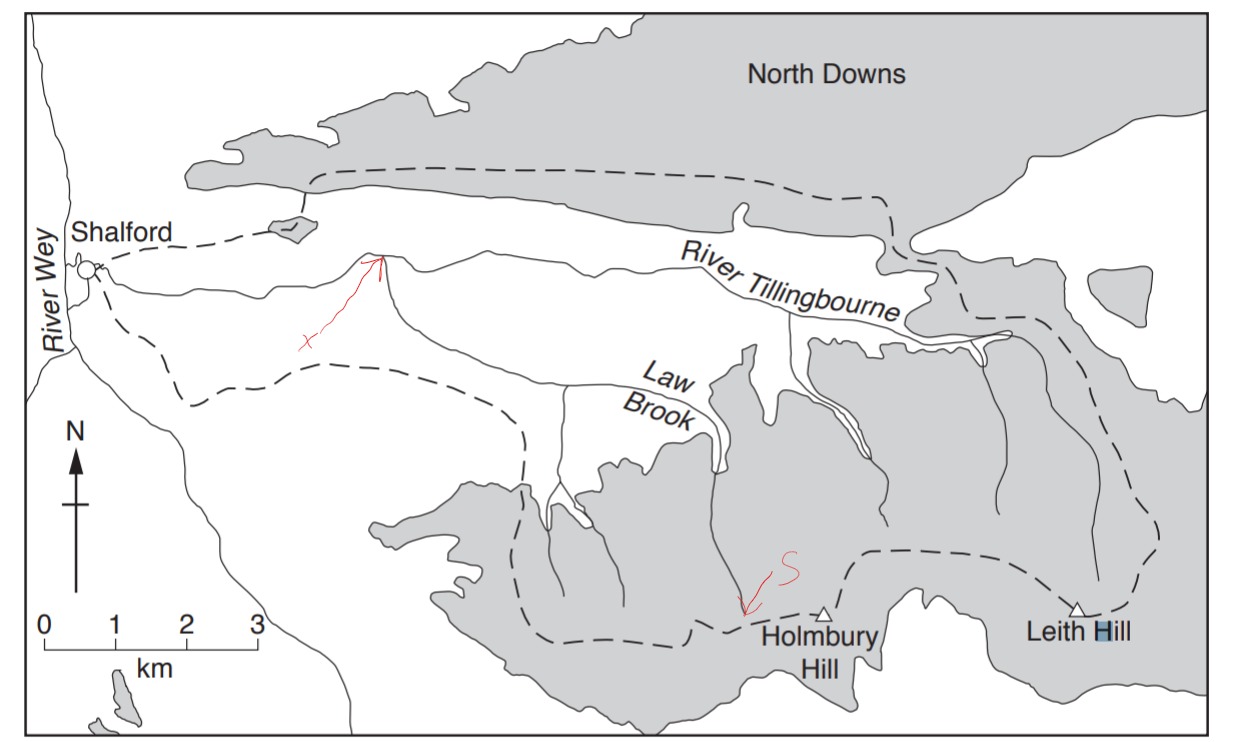 North Downs
Shalford
River Wey
River Tillingbourne
X
Law
Brook
N
S
0 1 2 3
km
Holmbury
Hill
Leith Hill